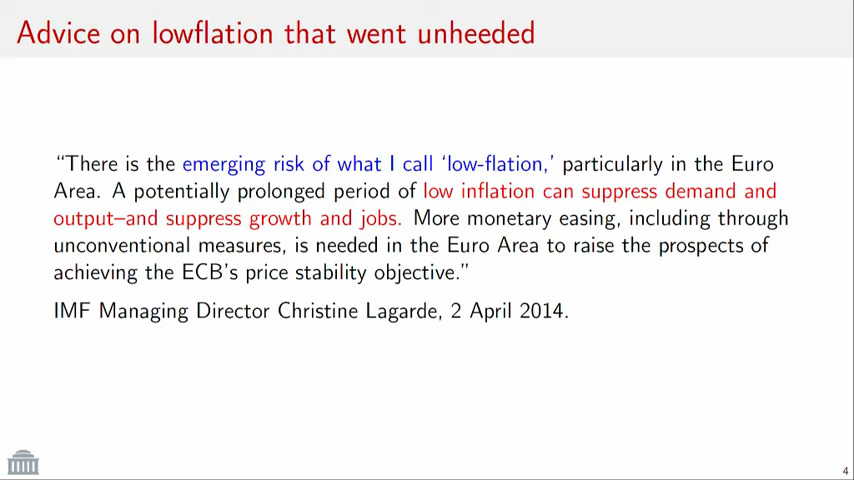 Advice on lowflation that went unheeded
“There is the emerging risk of what I call ‘low-flation,’ particularly in the Euro
Area. A potentially prolonged period of low inflation can suppress demand and
output–and suppress growth and jobs. More monetary easing, including through
unconventional measures, is needed in the Euro Area to raise the prospects of
achieving the ECB’s price stability objective.”
IMF Managing Director Christine Lagarde, 2 April 2014.
4